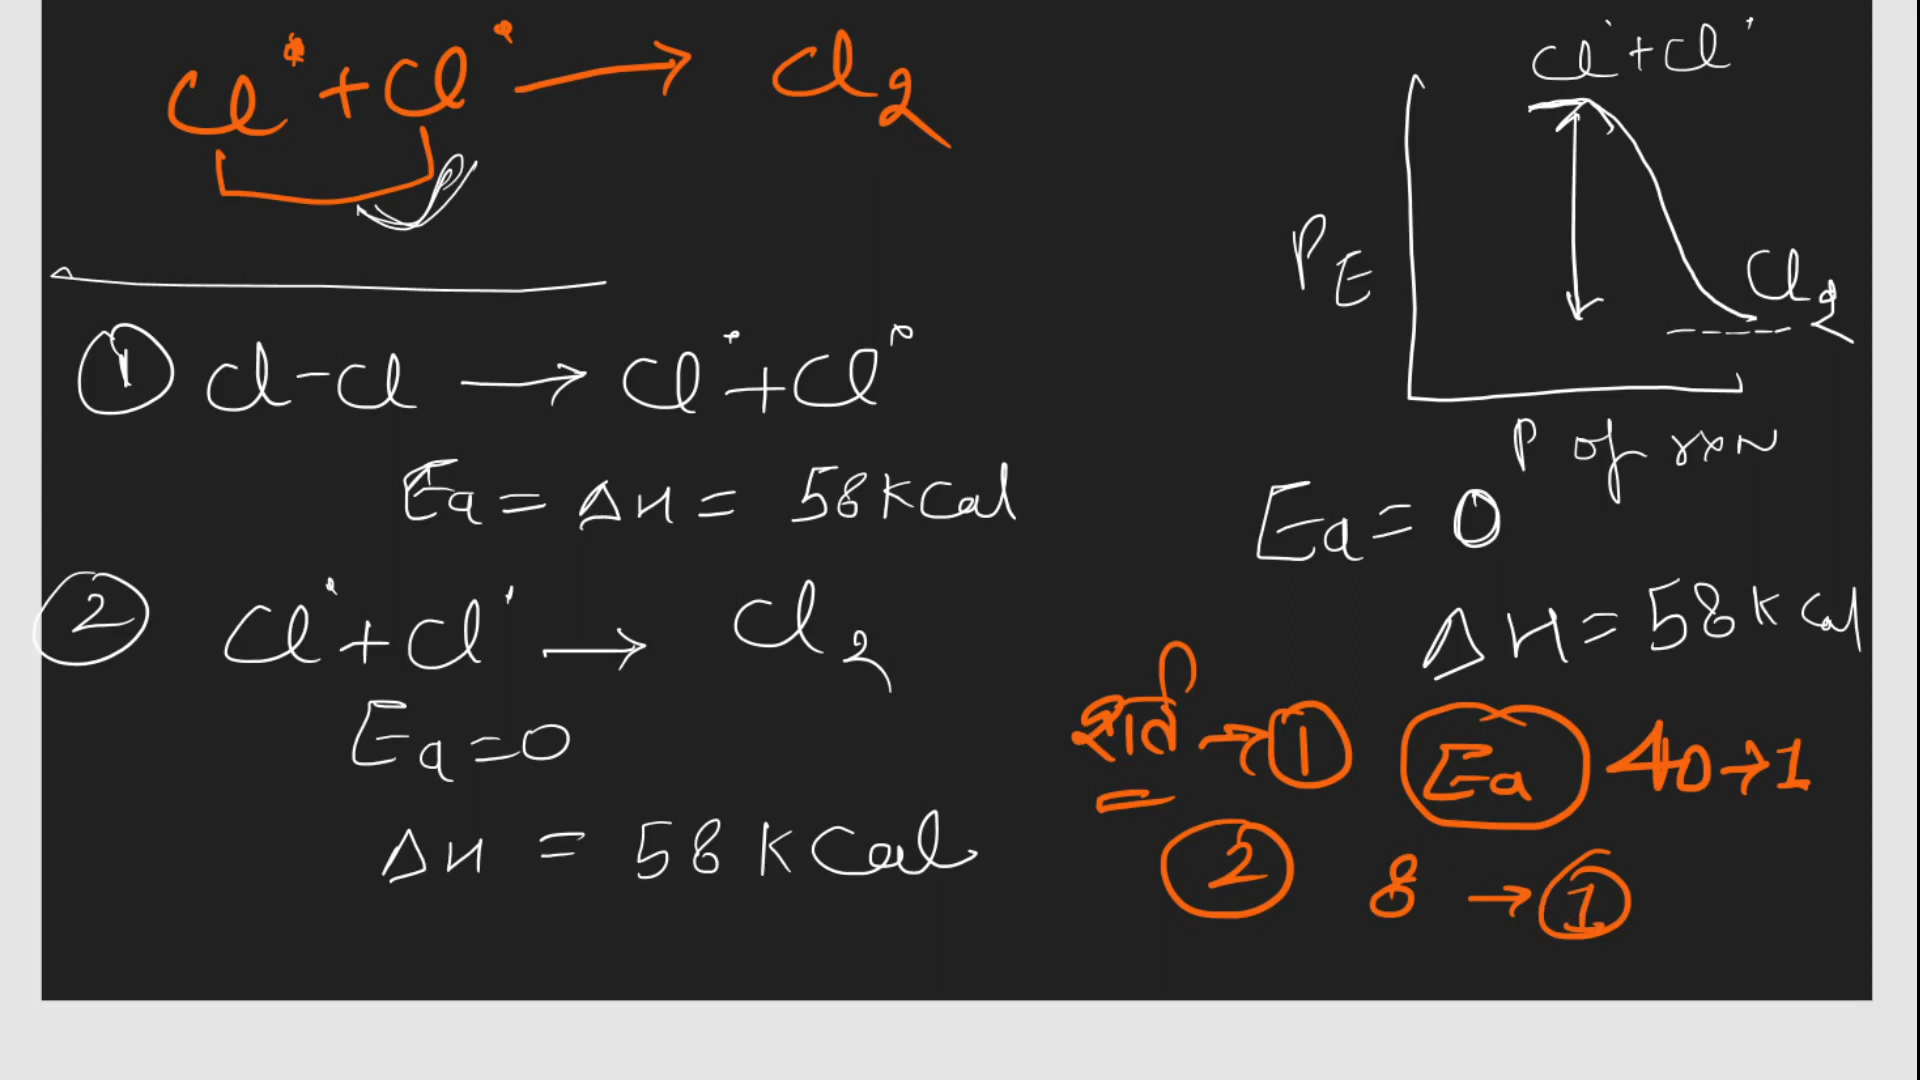 Cl• + Cl• → Cl2
① Cl-Cl → Cl• + Cl•
Ea = ΔH = 58 KCal
② Cl• + Cl• → Cl2
Ea = 0
ΔH = 58 KCal
Cl• + Cl•
PE
Cl2
P of rxn
Ea = 0
ΔH = 58 KCal
शर्त → ① Ea 40 → 1
② 8 → ①